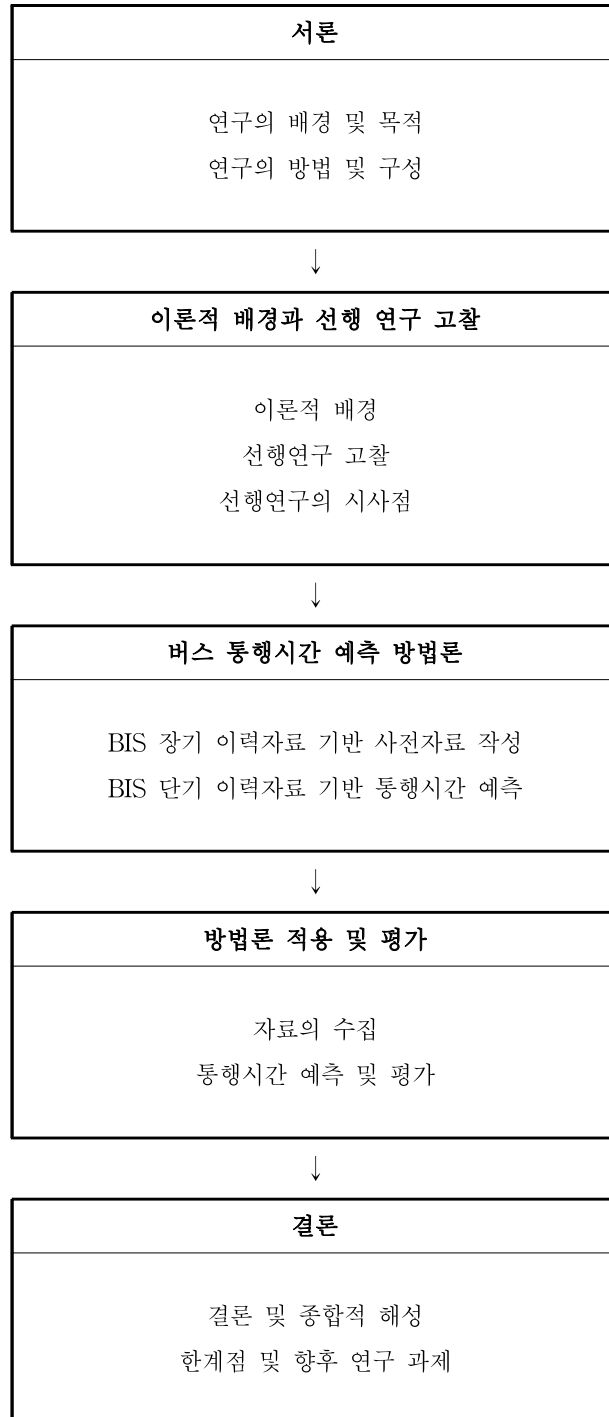 서론
연구의 배경 및 목적
연구의 방법 및 구성
↓
이론적 배경과 선행 연구 고찰
이론적 배경
선행연구 고찰
선행연구의 시사점
↓
버스 통행시간 예측 방법론
BIS 장기 이력자료 기반 사전자료 작성
BIS 단기 이력자료 기반 통행시간 예측
↓
방법론 적용 및 평가
자료의 수집
통행시간 예측 및 평가
↓
결론
결론 및 종합적 해성
한계점 및 향후 연구 과제